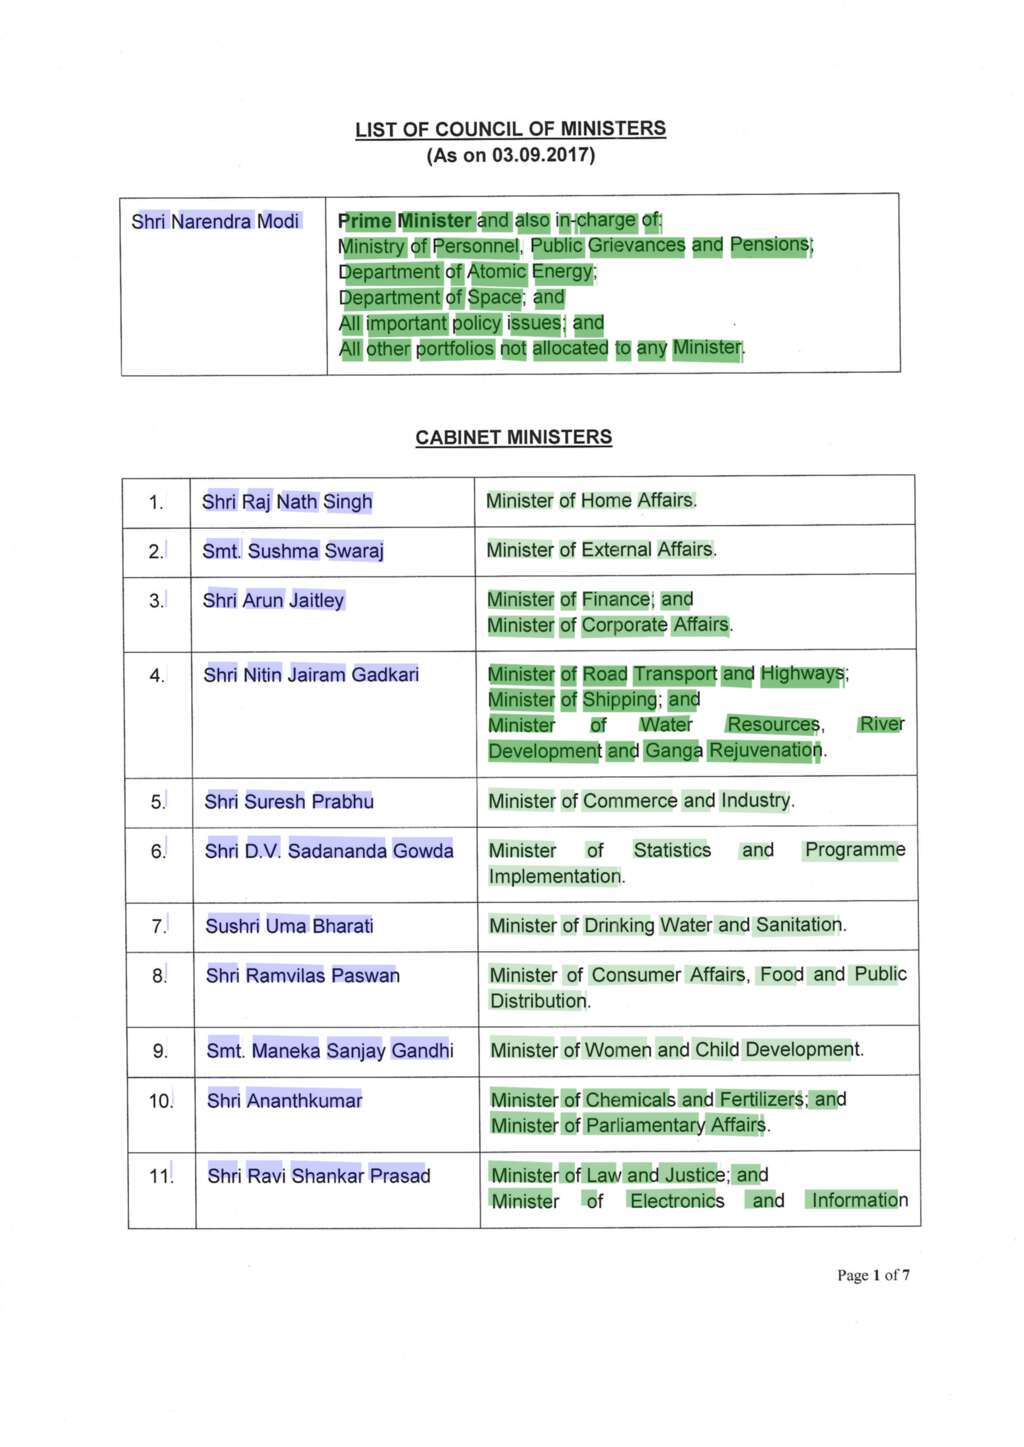 LIST OF COUNCIL OF MINISTERS
(As on 03.09.2017)
Shri Narendra Modi
Prime Minister and also in-charge of:
Ministry of Personnel, Public Grievances and Pensions;
Department of Atomic Energy;
Department of Space; and
All important policy issues; and
All other portfolios not allocated to any Minister.
CABINET MINISTERS
1. Shri Raj Nath Singh Minister of Home Affairs.
2. Smt. Sushma Swaraj Minister of External Affairs.
3. Shri Arun Jaitley Minister of Finance; and
Minister of Corporate Affairs.
4. Shri Nitin Jairam Gadkari Minister of Road Transport and Highways;
Minister of Shipping; and
Minister of Water Resources, River
Development and Ganga Rejuvenation.
5. Shri Suresh Prabhu Minister of Commerce and Industry.
6. Shri D.V. Sadananda Gowda Minister of Statistics and Programme
Implementation.
7. Sushri Uma Bharati Minister of Drinking Water and Sanitation.
8. Shri Ramvilas Paswan Minister of Consumer Affairs, Food and Public
Distribution.
9. Smt. Maneka Sanjay Gandhi Minister of Women and Child Development.
10. Shri Ananthkumar Minister of Chemicals and Fertilizers; and
Minister of Parliamentary Affairs.
11. Shri Ravi Shankar Prasad Minister of Law and Justice; and
Minister of Electronics and Information
Page 1 of 7